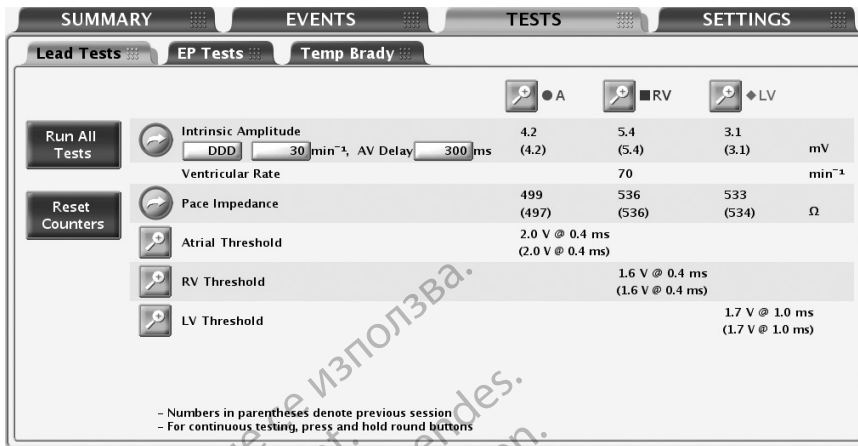 SUMMARY EVENTS TESTS SETTINGS
Lead Tests EP Tests Temp Brady
A RV LV
Run All Tests
Reset Counters
Intrinsic Amplitude 4.2 5.4 3.1
DDD 30 min⁻¹, AV Delay 300 ms (4.2) (5.4) (3.1) mV
Ventricular Rate 70 min⁻¹
Pace Impedance 499 536 533
(497) (536) (534) Ω
Atrial Threshold 2.0 V @ 0.4 ms
(2.0 V @ 0.4 ms)
RV Threshold 1.6 V @ 0.4 ms
(1.6 V @ 0.4 ms)
LV Threshold 1.7 V @ 1.0 ms
(1.7 V @ 1.0 ms)
- Numbers in parentheses denote previous session
- For continuous testing, press and hold round buttons
се използва.